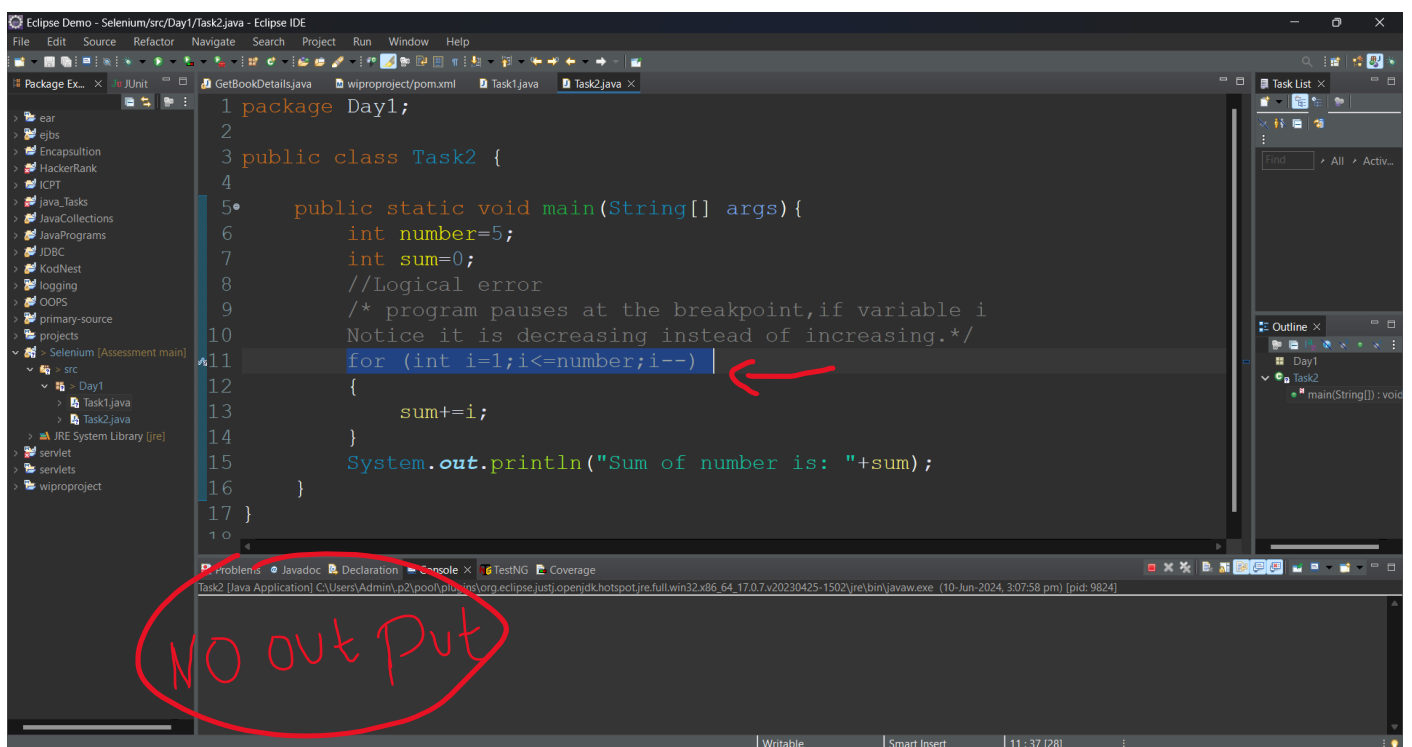 Eclipse Demo - Selenium/src/Day1/Task2.java - Eclipse IDE
File Edit Source Refactor Navigate Search Project Run Window Help
Package Ex... JUnit
GetBookDetails.java wiproproject/pom.xml Task1.java Task2.java
Task List
ear
ejbs
Encapsultion
HackerRank
ICPT
java_Tasks
JavaCollections
JavaPrograms
JDBC
KodNest
logging
OOPS
primary-source
projects
> Selenium [Assessment main]
> src
> Day1
> Task1.java
> Task2.java
JRE System Library [jre]
servlet
servlets
wiproproject
1 package Day1;
2
3 public class Task2 {
4
5 public static void main(String[] args){
6 int number=5;
7 int sum=0;
8 //Logical error
9 /* program pauses at the breakpoint,if variable i
10 Notice it is decreasing instead of increasing.*/
11 for (int i=1;i<=number;i--)
12 {
13 sum+=i;
14 }
15 System.out.println("Sum of number is: "+sum);
16 }
17 }
18
Find All Activ...
Outline
Day1
Task2
main(String[]) : void
Problems Javadoc Declaration Console TestNG Coverage
Task2 [Java Application] C:\Users\Admin\.p2\pool\plugins\org.eclipse.justj.openjdk.hotspot.jre.full.win32.x86_64_17.0.7.v20230425-1502\jre\bin\javaw.exe (10-Jun-2024, 3:07:58 pm) [pid: 9824]
NO out Put
Writable Smart Insert 11 : 37 [28]